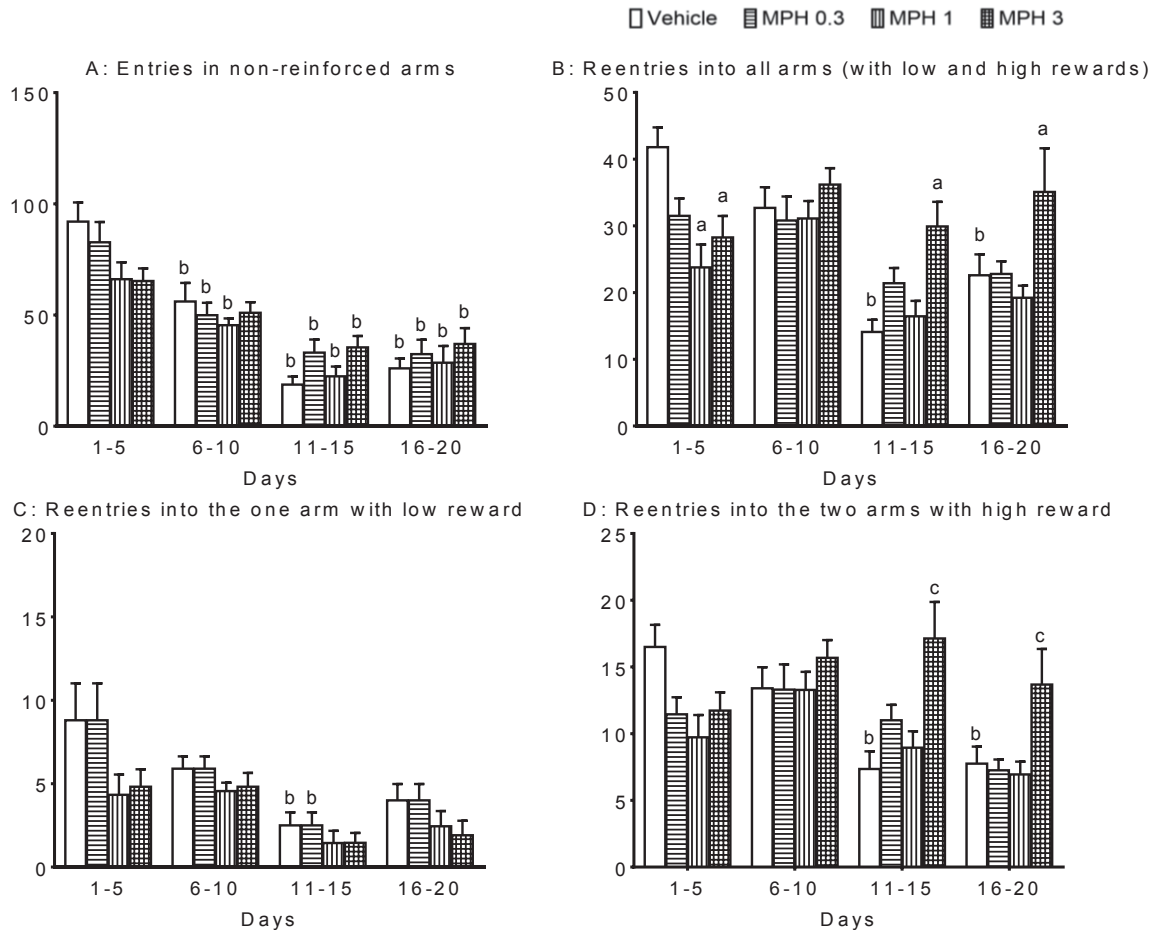 Vehicle MPH 0.3 MPH 1 MPH 3
A: Entries in non-reinforced arms
150
100
50
0
b b b
b b b b
b b b b
1-5 6-10 11-15 16-20
Days
B: Reentries into all arms (with low and high rewards)
50
40
30
20
10
0
a a
b a
b a
1-5 6-10 11-15 16-20
Days
C: Reentries into the one arm with low reward
20
15
10
5
0
b b
1-5 6-10 11-15 16-20
Days
D: Reentries into the two arms with high reward
25
20
15
10
5
0
b c
b c
1-5 6-10 11-15 16-20
Days